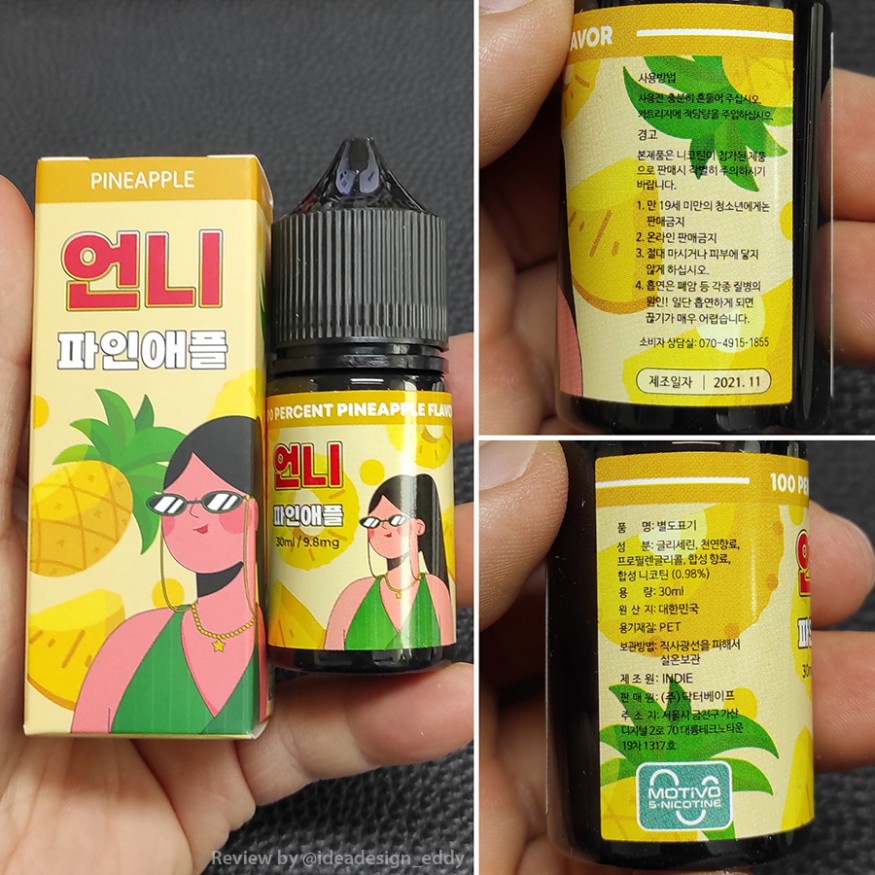 PINEAPPLE
언니
파인애플
PERCENT PINEAPPLE FLAVO
언니
파인애플
30ml / 9.8mg
AVOR
사용방법
사용전 충분히 흔들어 주십시오.
카트리지에 적당량을 주입하십시오.
경고
본제품은 니코틴이 첨가된 제품
으로 판매시 각별히 주의하시기
바랍니다.
1. 만 19세 미만의 청소년에게는
판매금지
2. 온라인 판매금지
3. 절대 마시거나 피부에 닿지
않게 하십시오.
4. 흡연은 폐암 등 각종 질병의
원인!! 일단 흡연하게 되면
끊기가 매우 어렵습니다.
소비자 상담실: 070-4915-1855
제조일자 | 2021. 11
100 PE
품 명: 별도표기
성 분: 글리세린, 천연향료,
프로필렌글리콜, 합성 향료,
합성 니코틴 (0.98%)
용 량: 30ml
원 산 지: 대한민국
용기재질: PET
보관방법: 직사광선을 피해서
실온보관
제 조 원: INDIE
판 매 원: (주)닥터베이프
주 소 지: 서울시 금천구 가산
디지털 2로 70 대륭테크노타운
19차 1317호
MOTIVO
S-NICOTINE
Review by @ideadesign_eddy